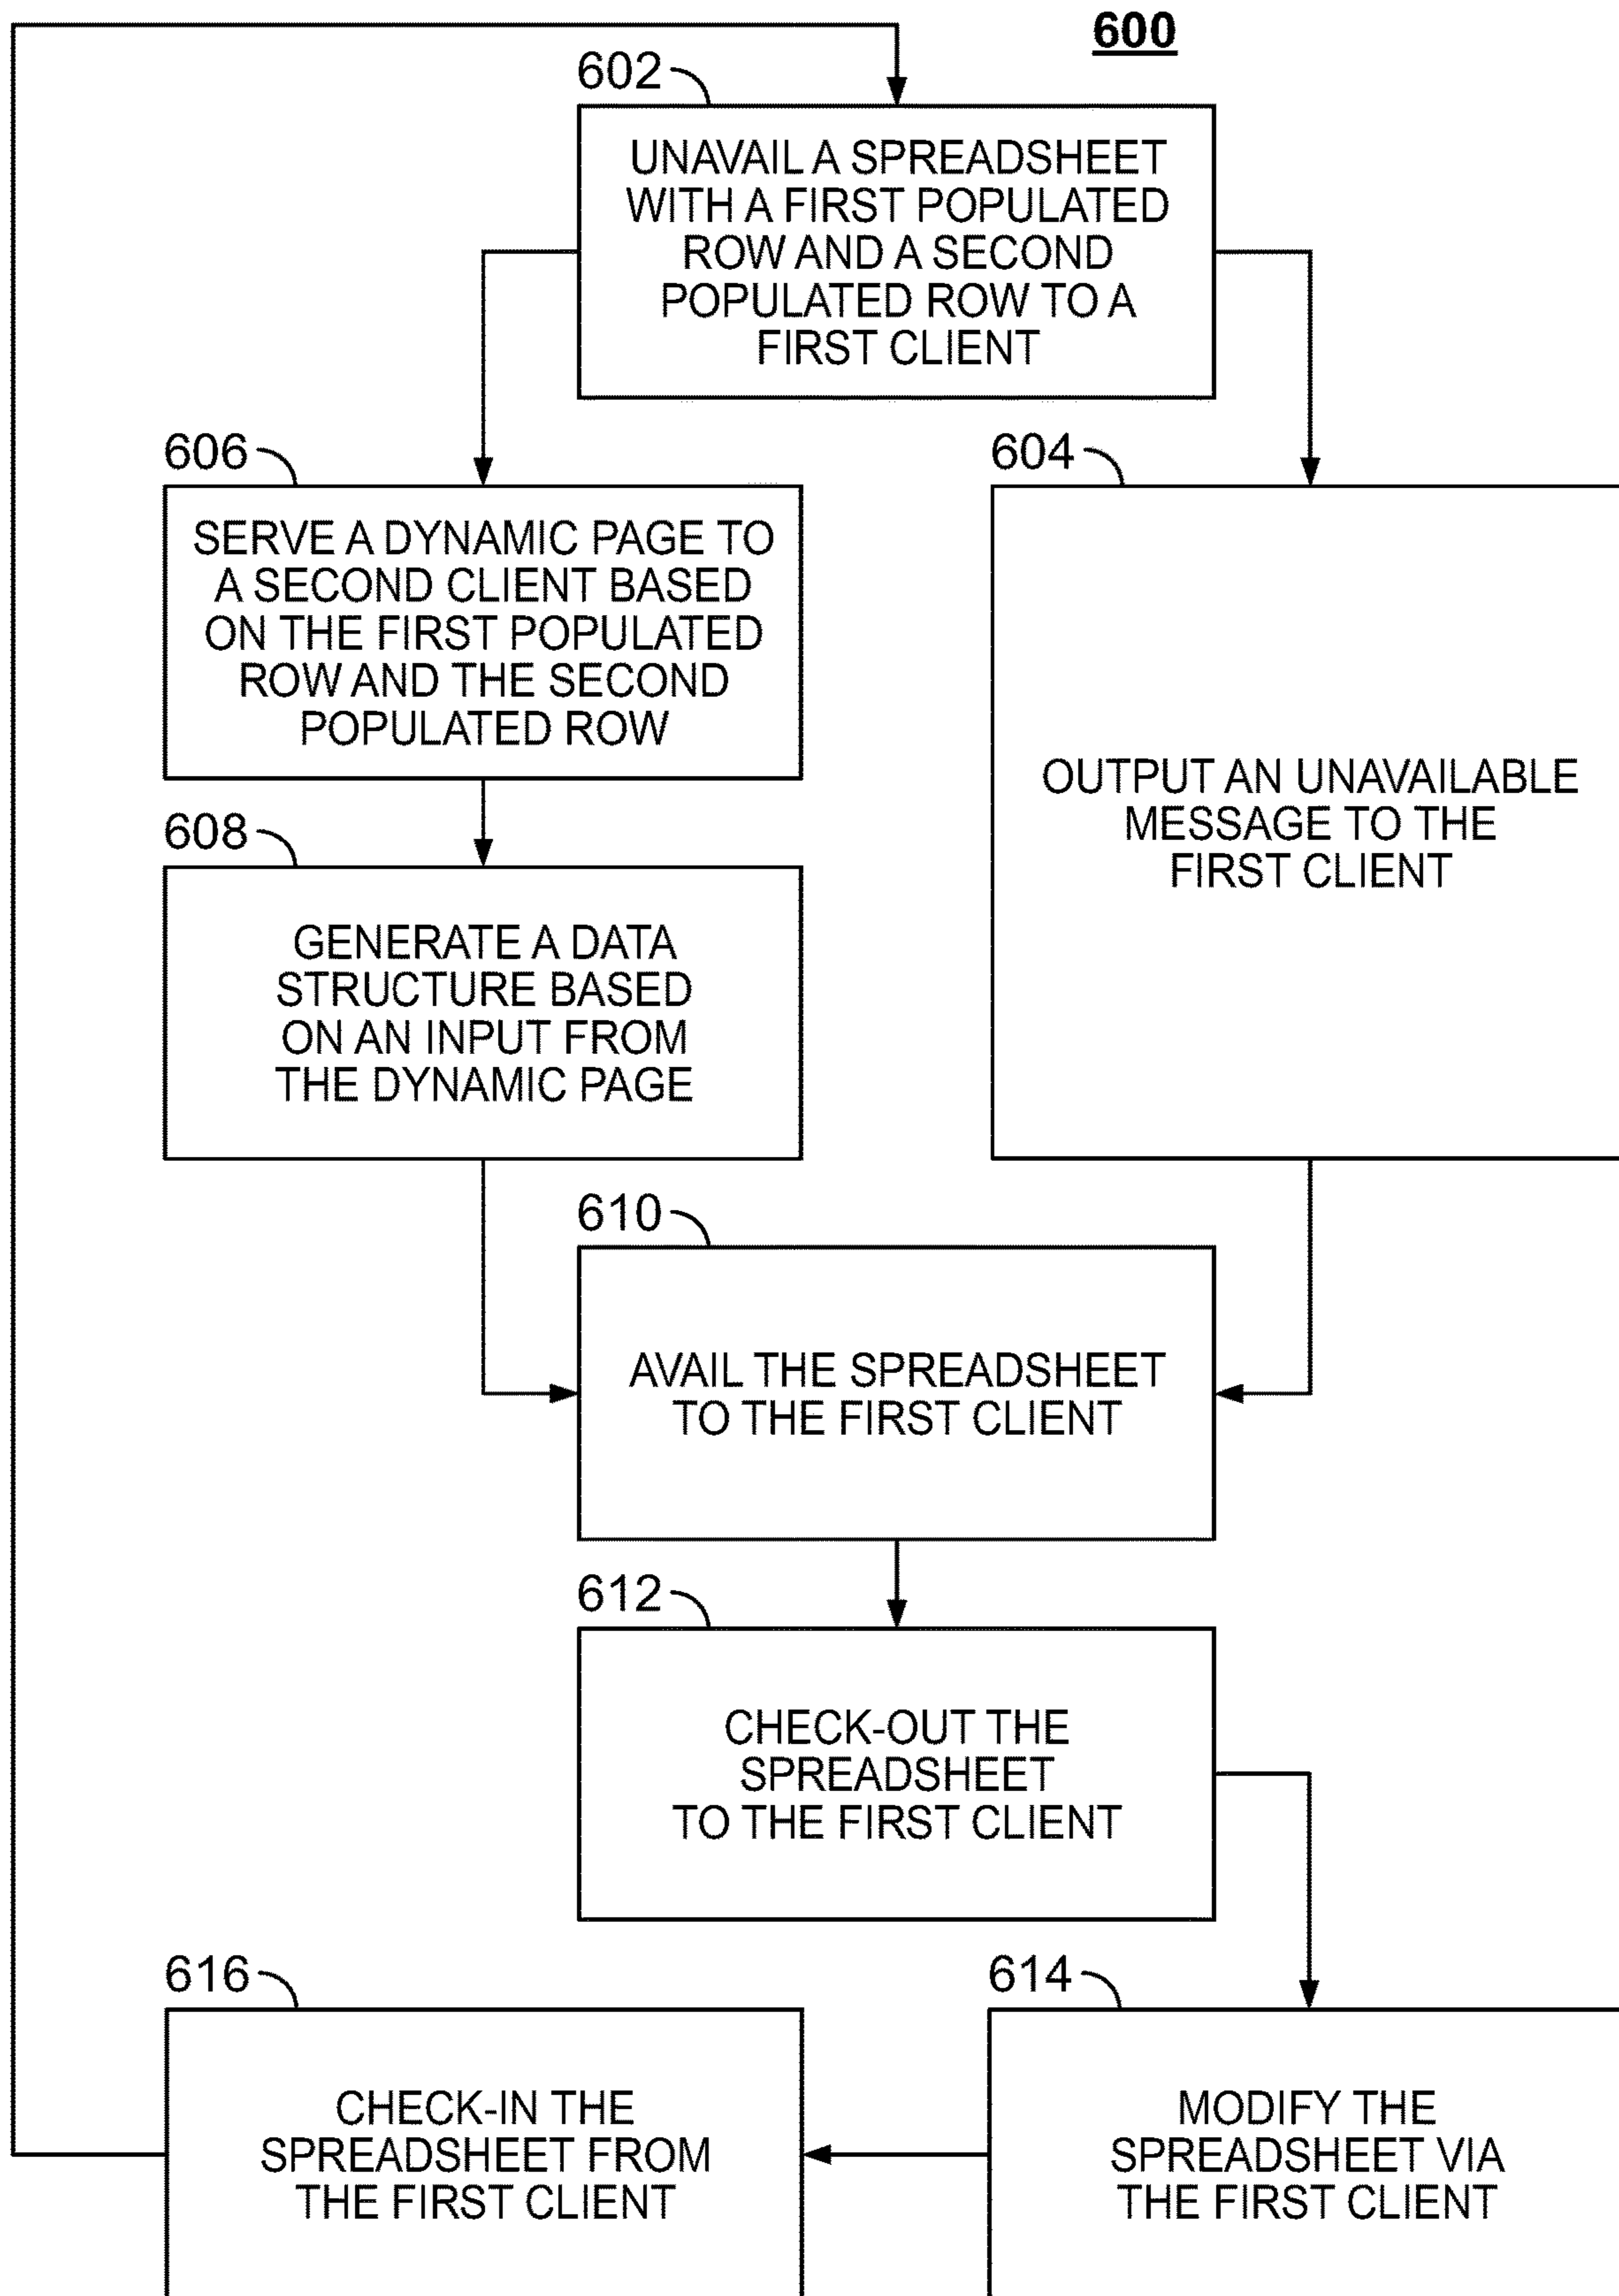 600
602
UNAVAIL A SPREADSHEET
WITH A FIRST POPULATED
ROW AND A SECOND
POPULATED ROW TO A
FIRST CLIENT
606
SERVE A DYNAMIC PAGE TO
A SECOND CLIENT BASED
ON THE FIRST POPULATED
ROW AND THE SECOND
POPULATED ROW
604
OUTPUT AN UNAVAILABLE
MESSAGE TO THE
FIRST CLIENT
608
GENERATE A DATA
STRUCTURE BASED
ON AN INPUT FROM
THE DYNAMIC PAGE
610
AVAIL THE SPREADSHEET
TO THE FIRST CLIENT
612
CHECK-OUT THE
SPREADSHEET
TO THE FIRST CLIENT
616
CHECK-IN THE
SPREADSHEET FROM
THE FIRST CLIENT
614
MODIFY THE
SPREADSHEET VIA
THE FIRST CLIENT